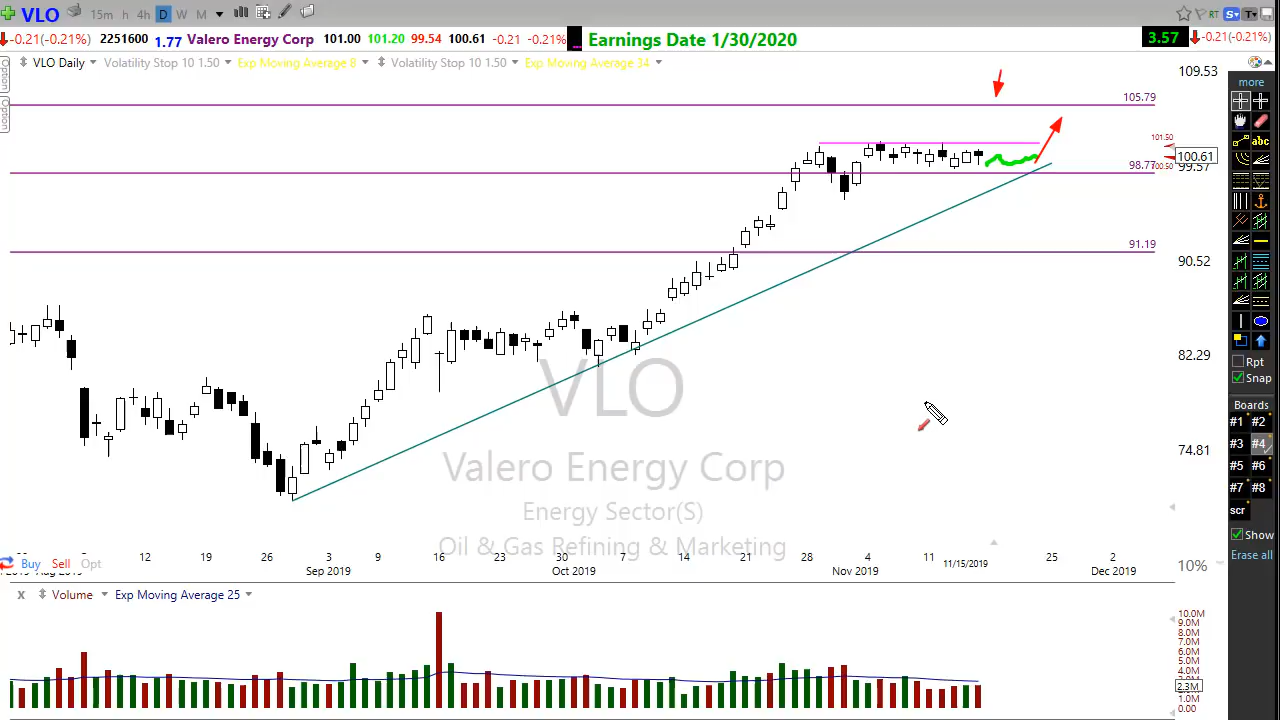 VLO 15m h 4h D W M RT S T
-0.21(-0.21%) 2251600 1.77 Valero Energy Corp 101.00 101.20 99.54 100.61 -0.21 -0.21% Earnings Date 1/30/2020 3.57 -0.21(-0.21%)
VLO Daily Volatility Stop 10 1.50 Exp Moving Average 8 Volatility Stop 10 1.50 Exp Moving Average 34
Option
Option
109.53
more
105.79
abc
101.50
100.61
98.77
100.50
99.57
91.19
90.52
82.29
Rpt
Snap
VLO
Boards
#1 #2
#3 #4
74.81
Valero Energy Corp
#5 #6
#7 #8
Energy Sector(S)
scr
Oil & Gas Refining & Marketing
Show
12 19 26 3 9 16 23 30 7 14 21 28 4 11 25 2
Erase all
Buy Sell Opt
Aug 2019 Sep 2019 Oct 2019 Nov 2019 11/15/2019 Dec 2019
10%
X Volume Exp Moving Average 25
10.0M
9.0M
8.0M
7.0M
6.0M
5.0M
4.0M
2.3M
1.0M
0.00